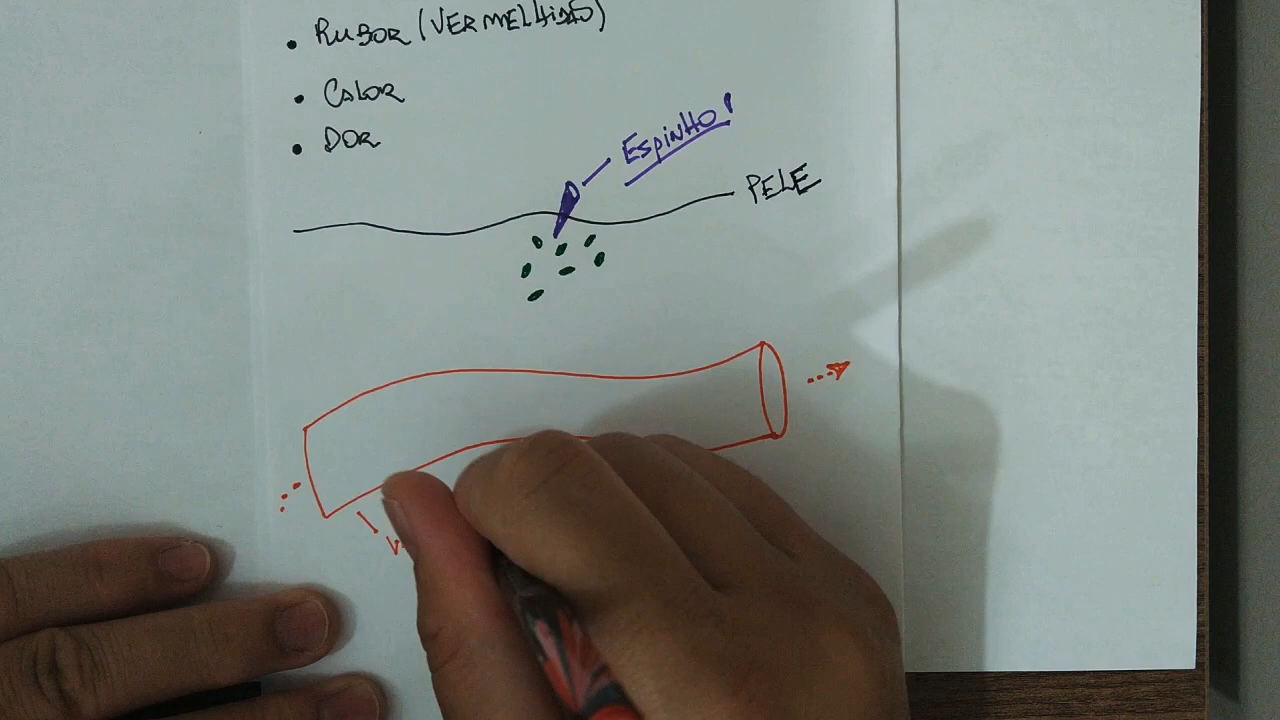 • RUBOR (VERMELHIDÃO)
• CALOR
• DOR
ESPINHO!
PELE
V